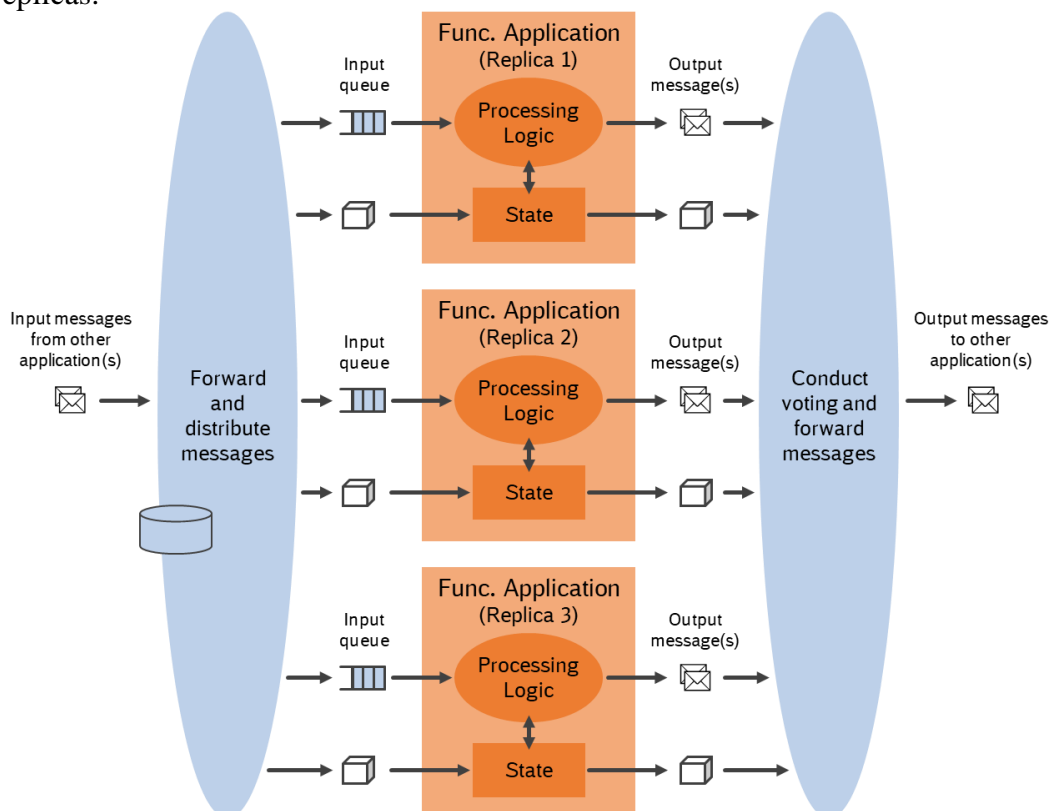 replicas.
Func. Application
(Replica 1)
Input
queue
Output
message(s)
Processing
Logic
State
Input messages
from other
application(s)
Func. Application
(Replica 2)
Input
queue
Output
message(s)
Output messages
to other
application(s)
Forward
and
distribute
messages
Processing
Logic
Conduct
voting and
forward
messages
State
Func. Application
(Replica 3)
Input
queue
Output
message(s)
Processing
Logic
State